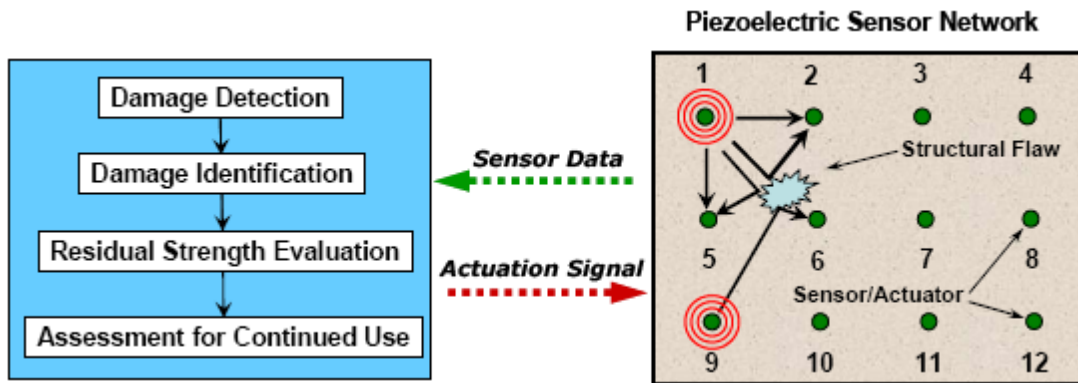 Piezoelectric Sensor Network
Damage Detection
Damage Identification
Residual Strength Evaluation
Assessment for Continued Use
Sensor Data
Actuation Signal
1 2 3 4
Structural Flaw
5 6 7 8
Sensor/Actuator
9 10 11 12